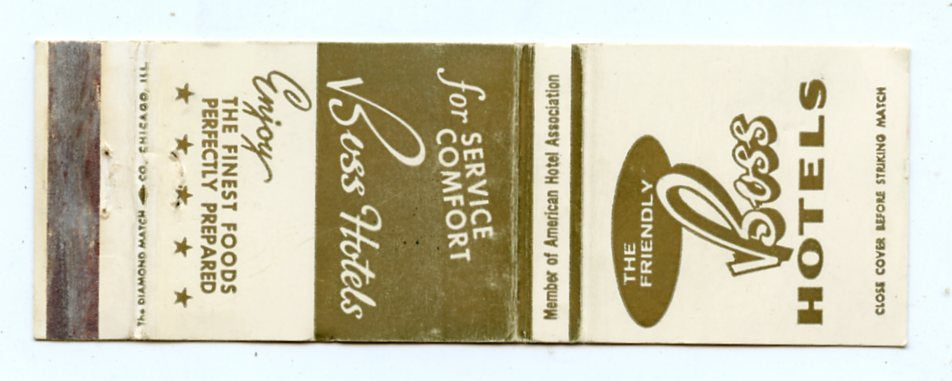 THE
FRIENDLY
Boss
HOTELS
CLOSE COVER BEFORE STRIKING MATCH
Member of American Hotel Association
for SERVICE
COMFORT
Boss Hotels
Enjoy
THE FINEST FOODS
PERFECTLY PREPARED
The DIAMOND MATCH CO., CHICAGO, ILL.